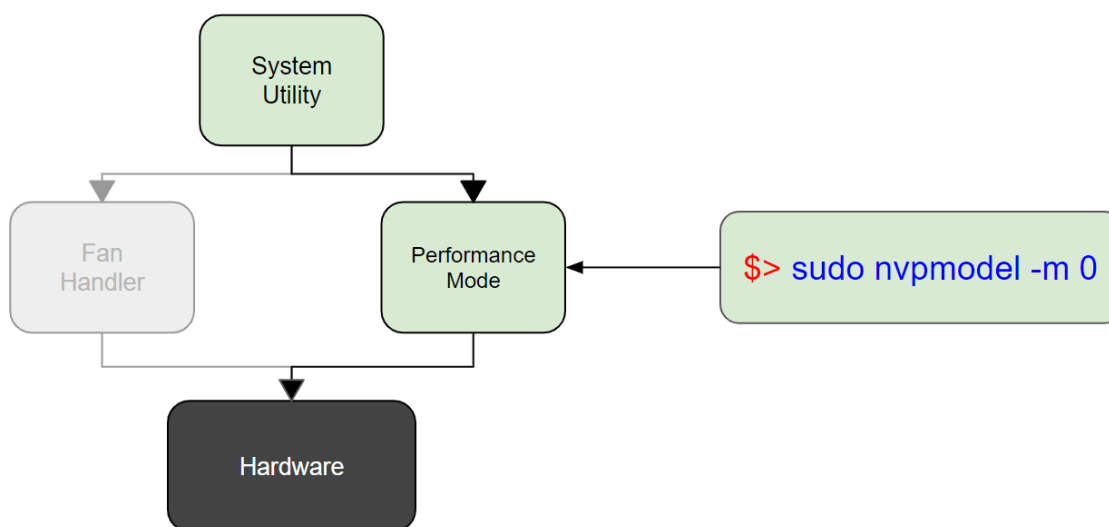 System
Utility
Fan
Handler
Performance
Mode
$> sudo nvpmodel -m 0
Hardware